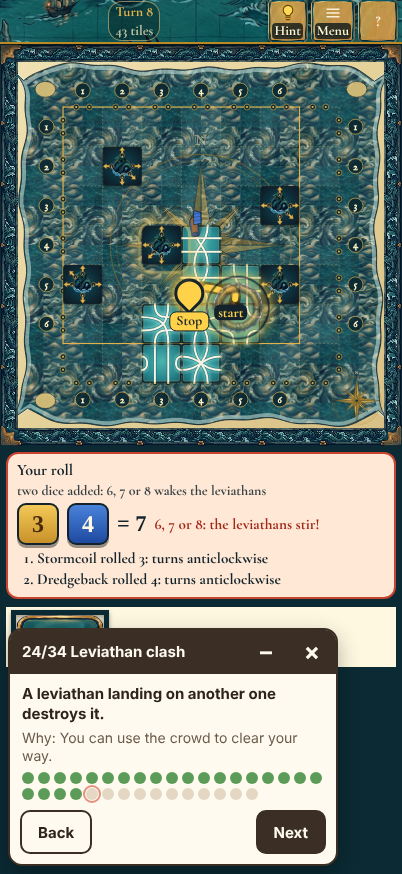 Turn 8
43 tiles
Hint
Menu
?
1 2 3 4 5 6
1 1
2 2
3 3
4 4
5 5
6 6
N
Stop
start
1 2 3 4 5 6
Your roll
two dice added: 6, 7 or 8 wakes the leviathans
3 4 = 7 6, 7 or 8: the leviathans stir!
1. Stormcoil rolled 3: turns anticlockwise
2. Dredgeback rolled 4: turns anticlockwise
24/34 Leviathan clash
A leviathan landing on another one
destroys it.
Why: You can use the crowd to clear your
way.
Back
Next